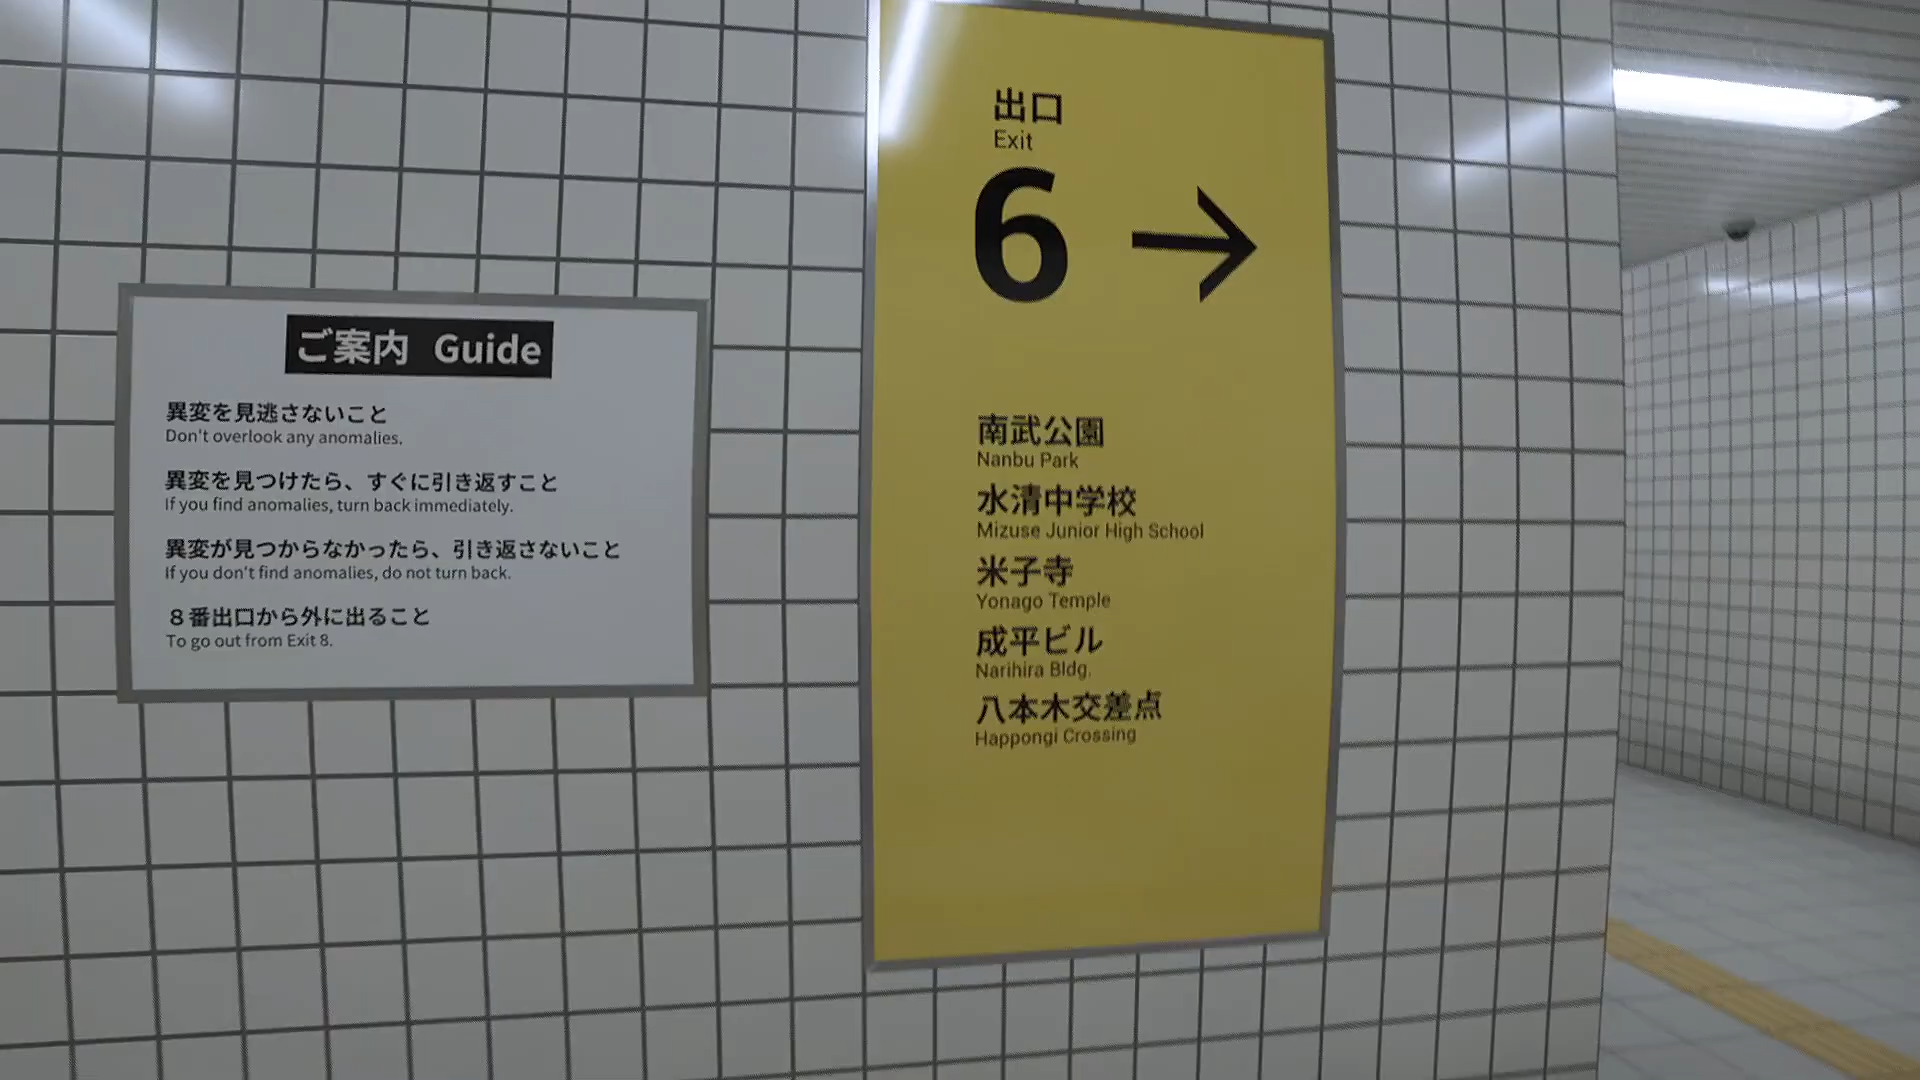 ご案内 Guide
異変を見逃さないこと
Don't overlook any anomalies.
異変を見つけたら、すぐに引き返すこと
If you find anomalies, turn back immediately.
異変が見つからなかったら、引き返さないこと
If you don't find anomalies, do not turn back.
８番出口から外に出ること
To go out from Exit 8.
出口
Exit
6 →
南武公園
Nanbu Park
水清中学校
Mizuse Junior High School
米子寺
Yonago Temple
成平ビル
Narihira Bldg.
八本木交差点
Happongi Crossing